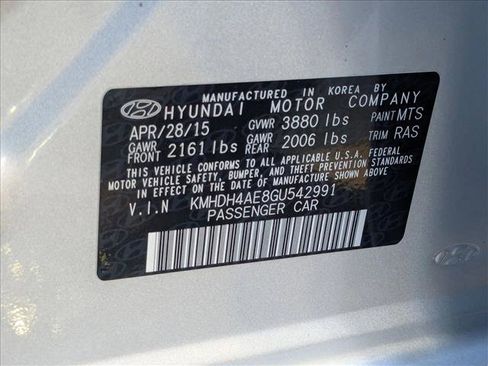 MANUFACTURED IN KOREA BY
HYUNDAI MOTOR COMPANY
APR/28/15 GVWR 3880 lbs PAINT MTS
GAWR FRONT 2161 lbs GAWR REAR 2006 lbs TRIM RAS
THIS VEHICLE CONFORMS TO ALL APPLICABLE U.S.A. FEDERAL
MOTOR VEHICLE SAFETY, BUMPER, AND THEFT PREVENTION STANDARDS
IN EFFECT ON THE DATE OF MANUFACTURE SHOWN ABOVE.
V.I.N KMHDH4AE8GU542991
PASSENGER CAR